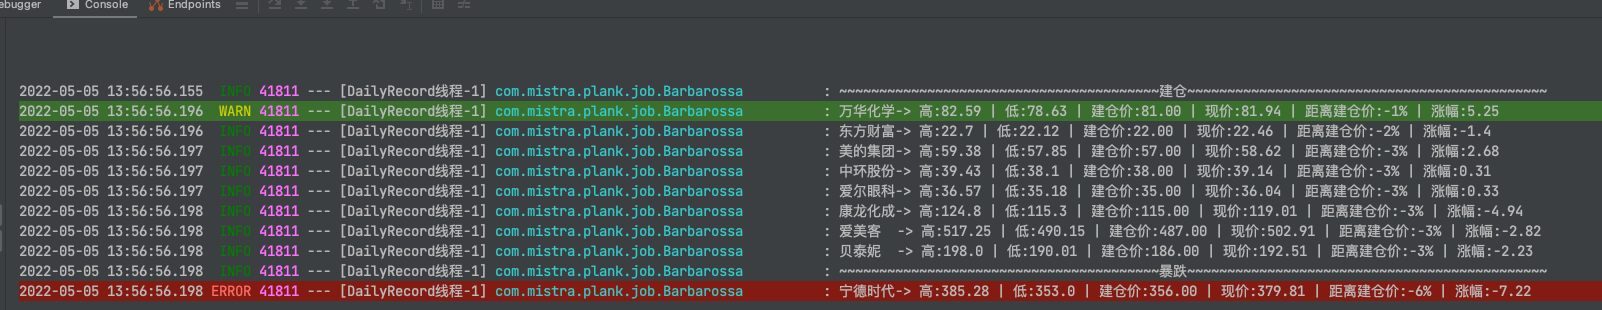 ebugger Console Endpoints
2022-05-05 13:56:56.155 INFO 41811 --- [DailyRecord线程-1] com.mistra.plank.job.Barbarossa : ~~~~~~~~~~~~~~~~~~~~~~~~~~~~~~~~~~~~~~~~建仓~~~~~~~~~~~~~~~~~~~~~~~~~~~~~~~~~~~~~~~~~~~~~
2022-05-05 13:56:56.196 WARN 41811 --- [DailyRecord线程-1] com.mistra.plank.job.Barbarossa : 万华化学-> 高:82.59 | 低:78.63 | 建仓价:81.00 | 现价:81.94 | 距离建仓价:-1% | 涨幅:5.25
2022-05-05 13:56:56.196 INFO 41811 --- [DailyRecord线程-1] com.mistra.plank.job.Barbarossa : 东方财富-> 高:22.7 | 低:22.12 | 建仓价:22.00 | 现价:22.46 | 距离建仓价:-2% | 涨幅:-1.4
2022-05-05 13:56:56.197 INFO 41811 --- [DailyRecord线程-1] com.mistra.plank.job.Barbarossa : 美的集团-> 高:59.38 | 低:57.85 | 建仓价:57.00 | 现价:58.62 | 距离建仓价:-3% | 涨幅:2.68
2022-05-05 13:56:56.197 INFO 41811 --- [DailyRecord线程-1] com.mistra.plank.job.Barbarossa : 中环股份-> 高:39.43 | 低:38.1 | 建仓价:38.00 | 现价:39.14 | 距离建仓价:-3% | 涨幅:0.31
2022-05-05 13:56:56.197 INFO 41811 --- [DailyRecord线程-1] com.mistra.plank.job.Barbarossa : 爱尔眼科-> 高:36.57 | 低:35.18 | 建仓价:35.00 | 现价:36.04 | 距离建仓价:-3% | 涨幅:0.33
2022-05-05 13:56:56.198 INFO 41811 --- [DailyRecord线程-1] com.mistra.plank.job.Barbarossa : 康龙化成-> 高:124.8 | 低:115.3 | 建仓价:115.00 | 现价:119.01 | 距离建仓价:-3% | 涨幅:-4.94
2022-05-05 13:56:56.198 INFO 41811 --- [DailyRecord线程-1] com.mistra.plank.job.Barbarossa : 爱美客 -> 高:517.25 | 低:490.15 | 建仓价:487.00 | 现价:502.91 | 距离建仓价:-3% | 涨幅:-2.82
2022-05-05 13:56:56.198 INFO 41811 --- [DailyRecord线程-1] com.mistra.plank.job.Barbarossa : 贝泰妮 -> 高:198.0 | 低:190.01 | 建仓价:186.00 | 现价:192.51 | 距离建仓价:-3% | 涨幅:-2.23
2022-05-05 13:56:56.198 INFO 41811 --- [DailyRecord线程-1] com.mistra.plank.job.Barbarossa : ~~~~~~~~~~~~~~~~~~~~~~~~~~~~~~~~~~~~~~~~暴跌~~~~~~~~~~~~~~~~~~~~~~~~~~~~~~~~~~~~~~~~~~~~~
2022-05-05 13:56:56.198 ERROR 41811 --- [DailyRecord线程-1] com.mistra.plank.job.Barbarossa : 宁德时代-> 高:385.28 | 低:353.0 | 建仓价:356.00 | 现价:379.81 | 距离建仓价:-6% | 涨幅:-7.22